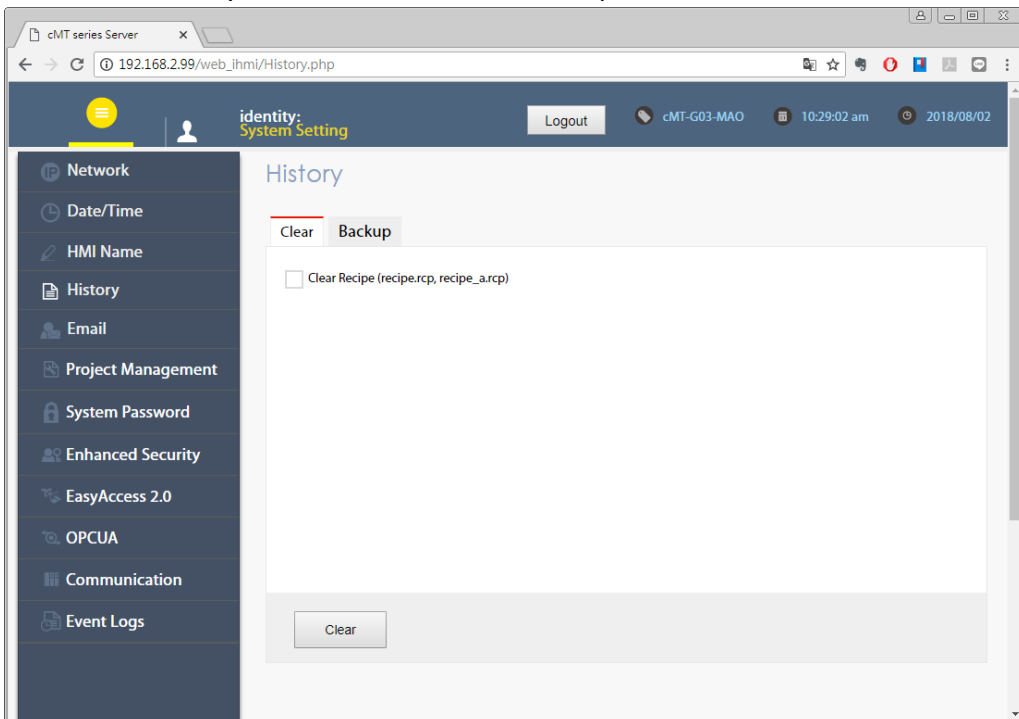 cMT series Server
192.168.2.99/web_ihmi/History.php
identity:
System Setting
Logout
cMT-G03-MAO
10:29:02 am
2018/08/02
Network
Date/Time
HMI Name
History
Email
Project Management
System Password
Enhanced Security
EasyAccess 2.0
OPCUA
Communication
Event Logs
History
Clear Backup
Clear Recipe (recipe.rcp, recipe_a.rcp)
Clear